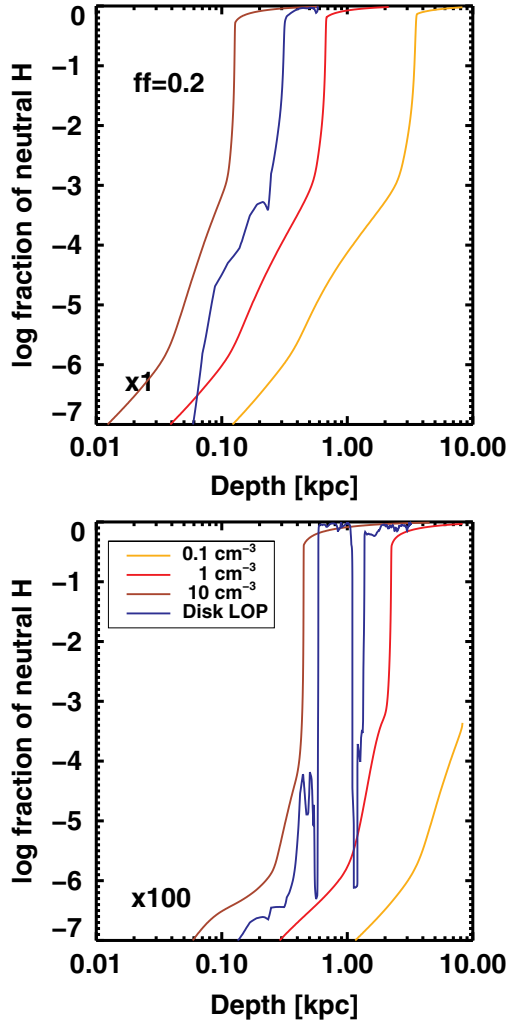 log fraction of neutral H
0
−1
−2
−3
−4
−5
−6
−7
ff=0.2
x1
0.01 0.10 1.00 10.00
Depth [kpc]
log fraction of neutral H
0
−1
−2
−3
−4
−5
−6
−7
0.1 cm⁻³
1 cm⁻³
10 cm⁻³
Disk LOP
x100
0.01 0.10 1.00 10.00
Depth [kpc]